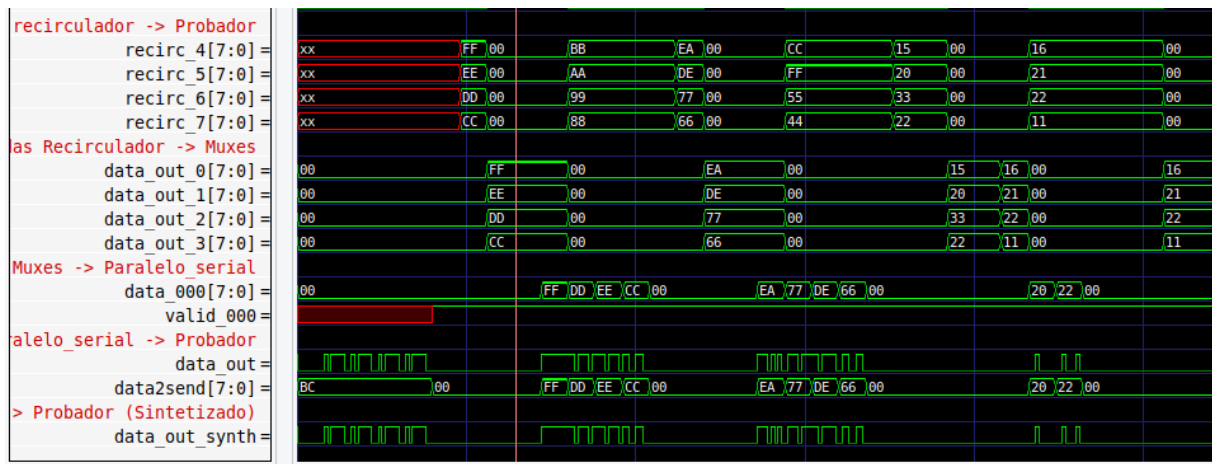 recirculador -> Probador
recirc_4[7:0] = xx FF 00 BB EA 00 CC 15 00 16 00
recirc_5[7:0] = xx EE 00 AA DE 00 FF 20 00 21 00
recirc_6[7:0] = xx DD 00 99 77 00 55 33 00 22 00
recirc_7[7:0] = xx CC 00 88 66 00 44 22 00 11 00
las Recirculador -> Muxes
data_out_0[7:0] = 00 FF 00 EA 00 15 16 00 16
data_out_1[7:0] = 00 EE 00 DE 00 20 21 00 21
data_out_2[7:0] = 00 DD 00 77 00 33 22 00 22
data_out_3[7:0] = 00 CC 00 66 00 22 11 00 11
Muxes -> Paralelo_serial
data_000[7:0] = 00 FF DD EE CC 00 EA 77 DE 66 00 20 22 00
valid_000 =
ralelo_serial -> Probador
data_out =
data2send[7:0] = BC 00 FF DD EE CC 00 EA 77 DE 66 00 20 22 00
> Probador (Sintetizado)
data_out_synth =